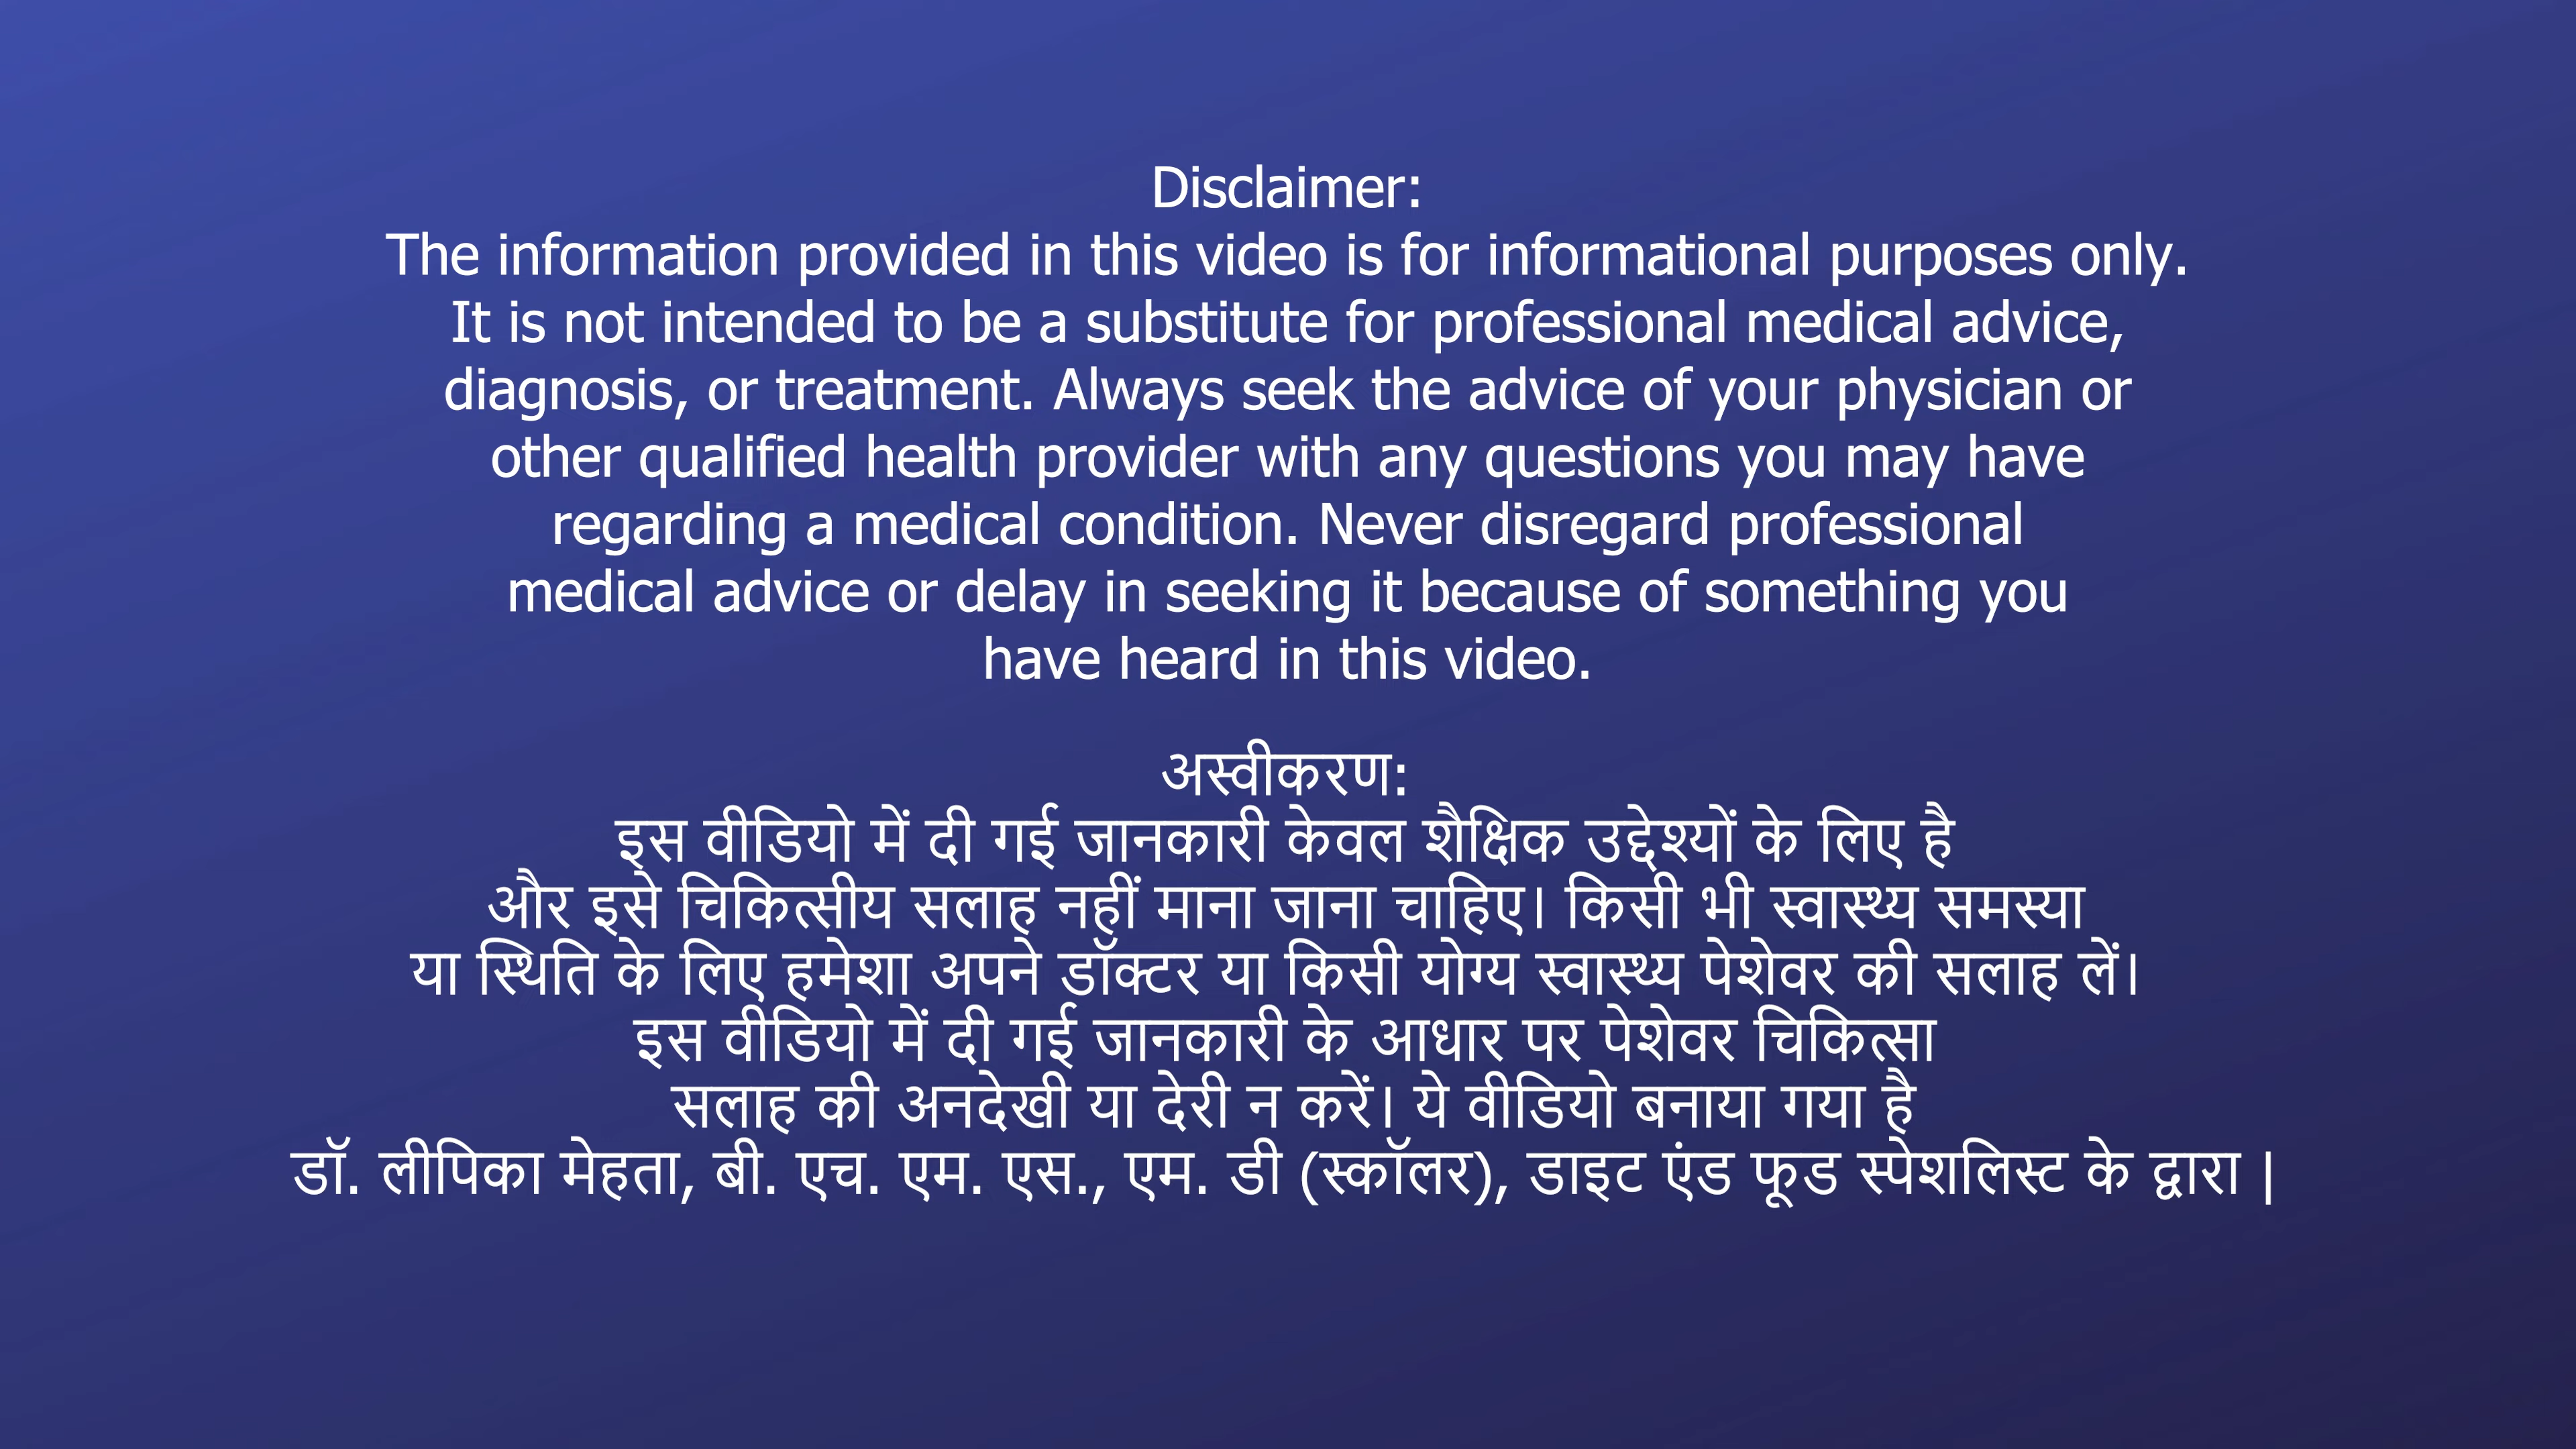 Disclaimer:
The information provided in this video is for informational purposes only.
It is not intended to be a substitute for professional medical advice,
diagnosis, or treatment. Always seek the advice of your physician or
other qualified health provider with any questions you may have
regarding a medical condition. Never disregard professional
medical advice or delay in seeking it because of something you
have heard in this video.
अस्वीकरण:
इस वीडियो में दी गई जानकारी केवल शैक्षिक उद्देश्यों के लिए है
और इसे चिकित्सीय सलाह नहीं माना जाना चाहिए। किसी भी स्वास्थ्य समस्या
या स्थिति के लिए हमेशा अपने डॉक्टर या किसी योग्य स्वास्थ्य पेशेवर की सलाह लें।
इस वीडियो में दी गई जानकारी के आधार पर पेशेवर चिकित्सा
सलाह की अनदेखी या देरी न करें। ये वीडियो बनाया गया है
डॉ. लीपिका मेहता, बी. एच. एम. एस., एम. डी (स्कॉलर), डाइट एंड फूड स्पेशलिस्ट के द्वारा |